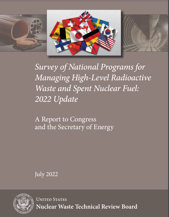 Survey of National Programs for
Managing High-Level Radioactive
Waste and Spent Nuclear Fuel:
2022 Update
A Report to Congress
and the Secretary of Energy
July 2022
UNITED STATES
Nuclear Waste Technical Review Board